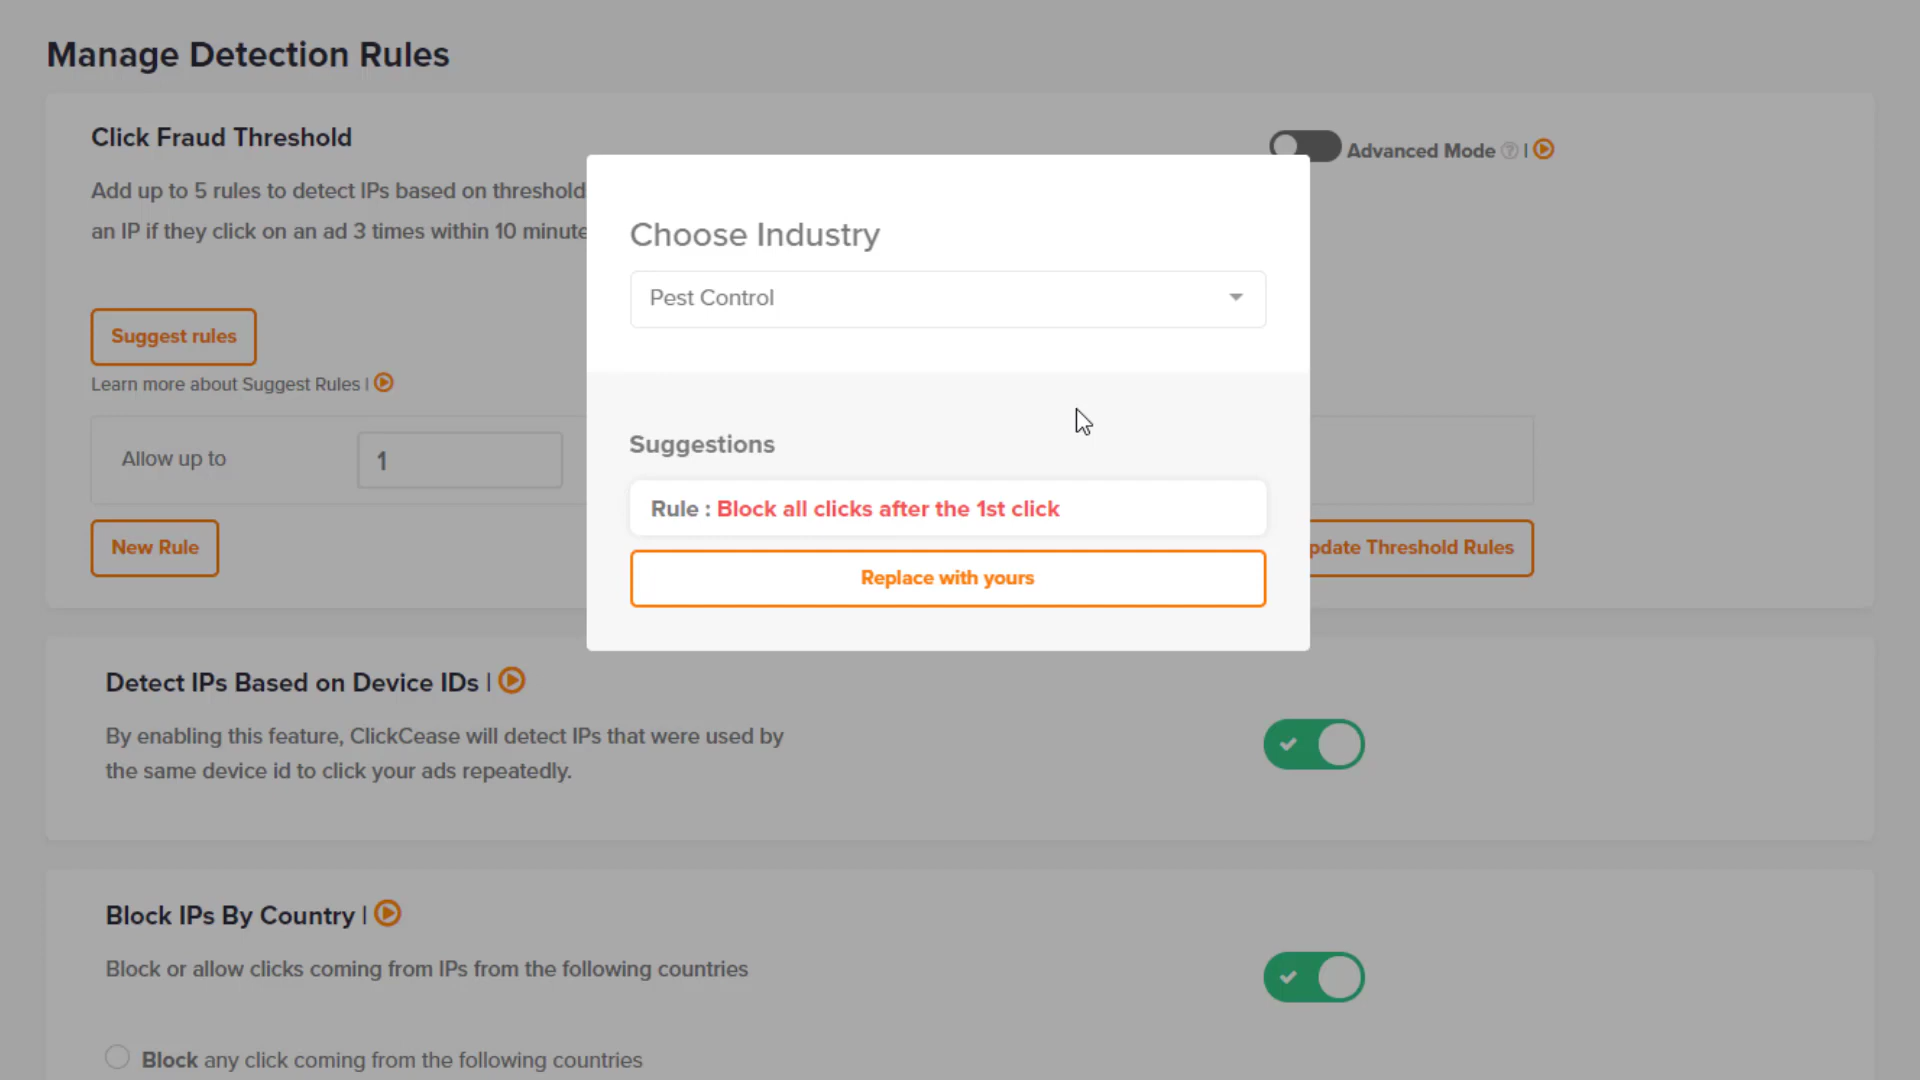 Manage Detection Rules
Click Fraud Threshold
Advanced Mode ? |
Add up to 5 rules to detect IPs based on threshold
an IP if they click on an ad 3 times within 10 minute
Choose Industry
Pest Control
Suggest rules
Learn more about Suggest Rules |
Allow up to
1
Suggestions
Rule : Block all clicks after the 1st click
New Rule
Replace with yours
pdate Threshold Rules
Detect IPs Based on Device IDs |
By enabling this feature, ClickCease will detect IPs that were used by
the same device id to click your ads repeatedly.
Block IPs By Country |
Block or allow clicks coming from IPs from the following countries
Block any click coming from the following countries